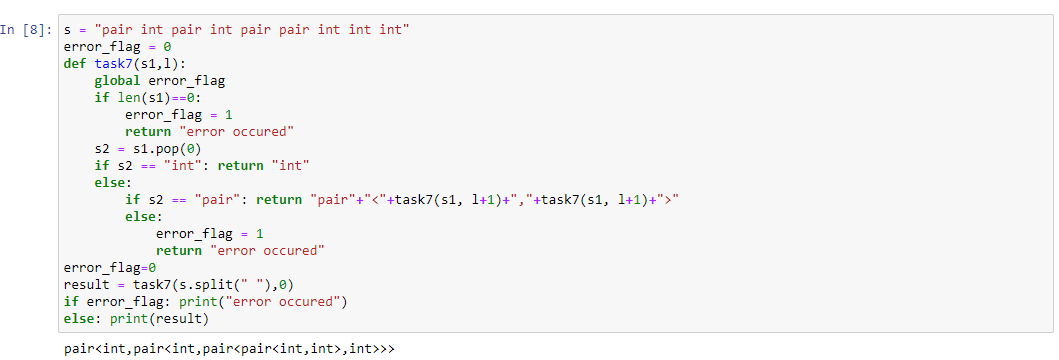 In [8]: s = "pair int pair int pair pair int int int"
error_flag = 0
def task7(s1,l):
    global error_flag
    if len(s1)==0:
        error_flag = 1
        return "error occured"
    s2 = s1.pop(0)
    if s2 == "int": return "int"
    else:
        if s2 == "pair": return "pair"+"<"+task7(s1, l+1)+","+task7(s1, l+1)+">"
        else:
            error_flag = 1
            return "error occured"
error_flag=0
result = task7(s.split(" "),0)
if error_flag: print("error occured")
else: print(result)
pair<int,pair<int,pair<pair<int,int>,int>>>